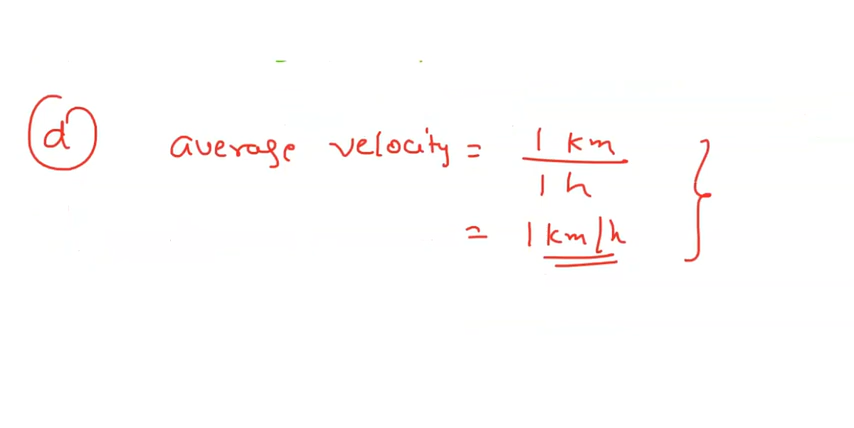 (d) average velocity = 1 km / 1 h
= 1 km/h